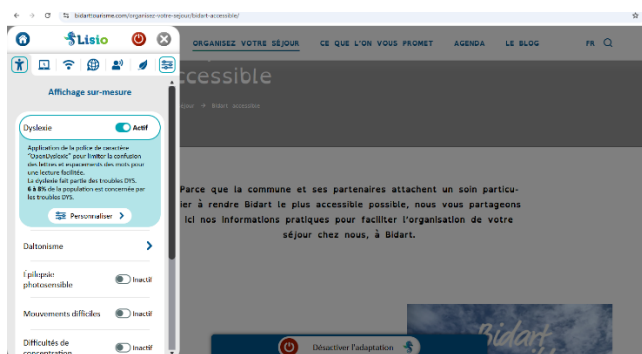 bidarttourisme.com/organisez-votre-sejour/bidart-accessible/
Lisio
ORGANISEZ VOTRE SÉJOUR
CE QUE L'ON VOUS PROMET
AGENDA
LE BLOG
FR
ccessible
séjour → Bidart accessible
Affichage sur-mesure
Dyslexie
Actif
Application de la police de caractère
"OpenDyslexic" pour limiter la confusion
des lettres et espacements des mots pour
une lecture facilitée.
La dyslexie fait partie des troubles DYS.
6 à 8% de la population est concernée par
les troubles DYS.
Personnaliser
Daltonisme
Épilepsie
photosensible
Inactif
Mouvements difficiles
Inactif
Difficultés de
concentration
Inactif
Parce que la commune et ses partenaires attachent un soin particu-
ier à rendre Bidart le plus accessible possible, nous vous partageons
ici nos informations pratiques pour faciliter l'organisation de votre
séjour chez nous, à Bidart.
Désactiver l'adaptation
Bidart